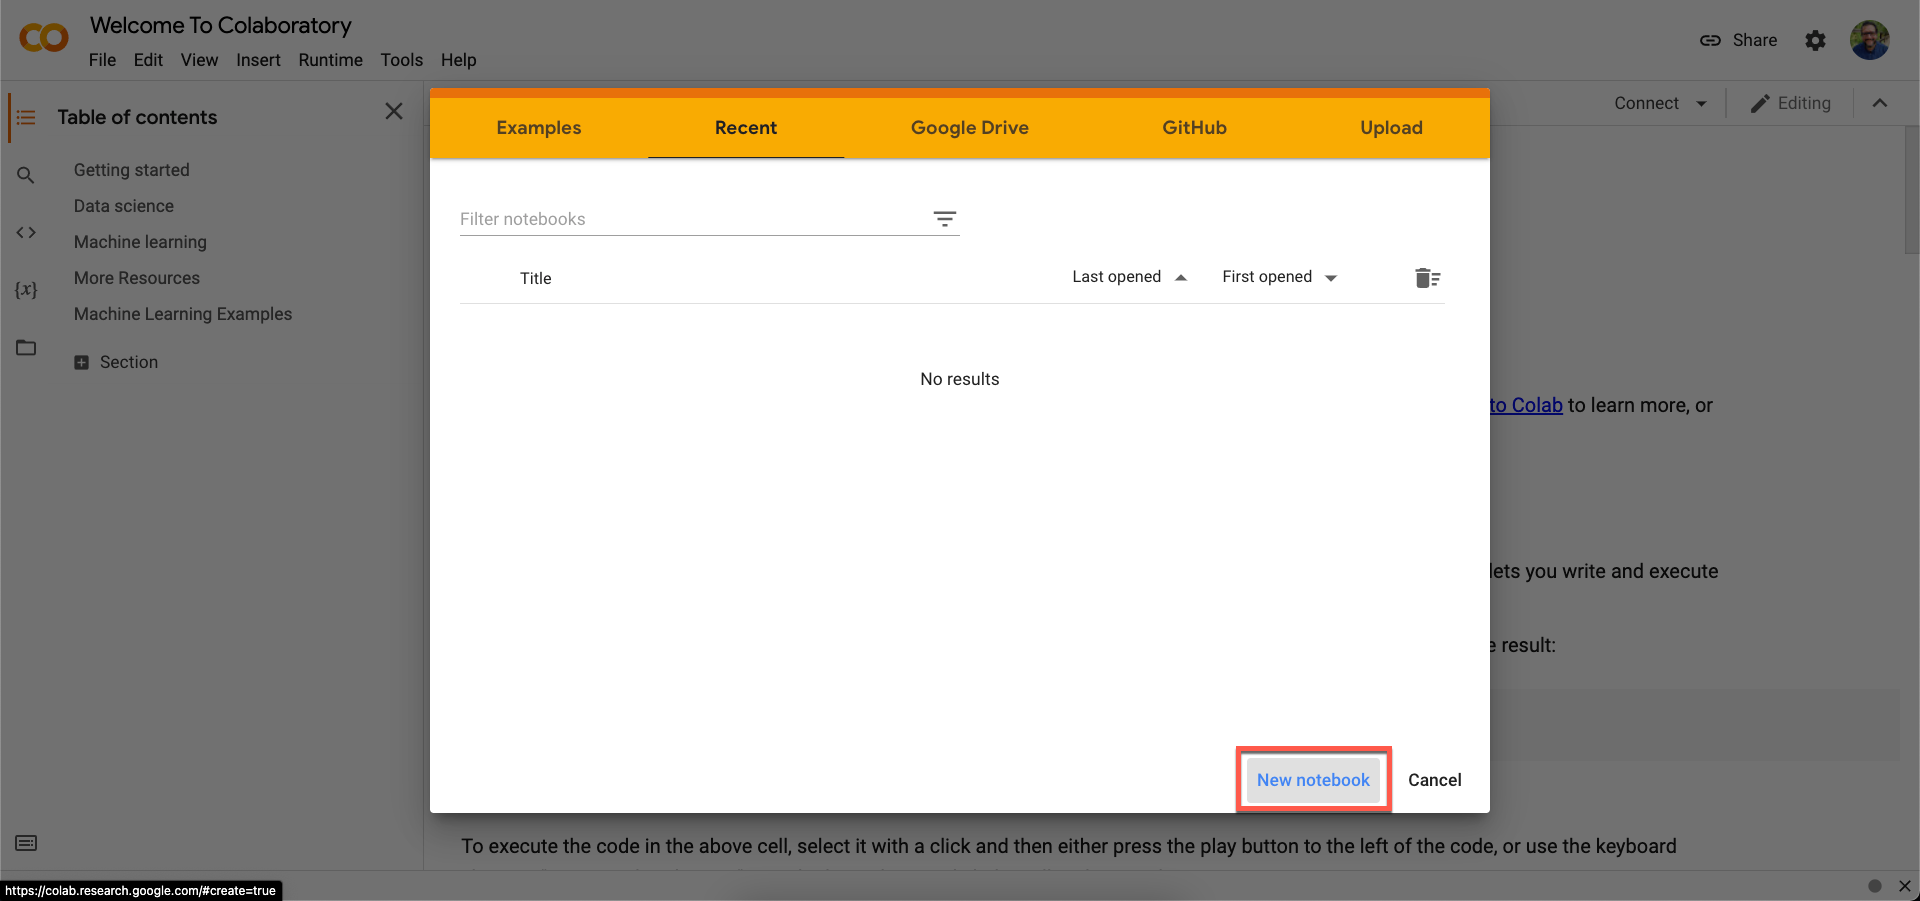 Welcome To Colaboratory
File Edit View Insert Runtime Tools Help
Share
Table of contents
Getting started
Data science
Machine learning
More Resources
Machine Learning Examples
Section
{x}
Connect
Editing
Examples Recent Google Drive GitHub Upload
Filter notebooks
Title Last opened First opened
No results
New notebook Cancel
to Colab to learn more, or
lets you write and execute
e result:
To execute the code in the above cell, select it with a click and then either press the play button to the left of the code, or use the keyboard
https://colab.research.google.com/#create=true